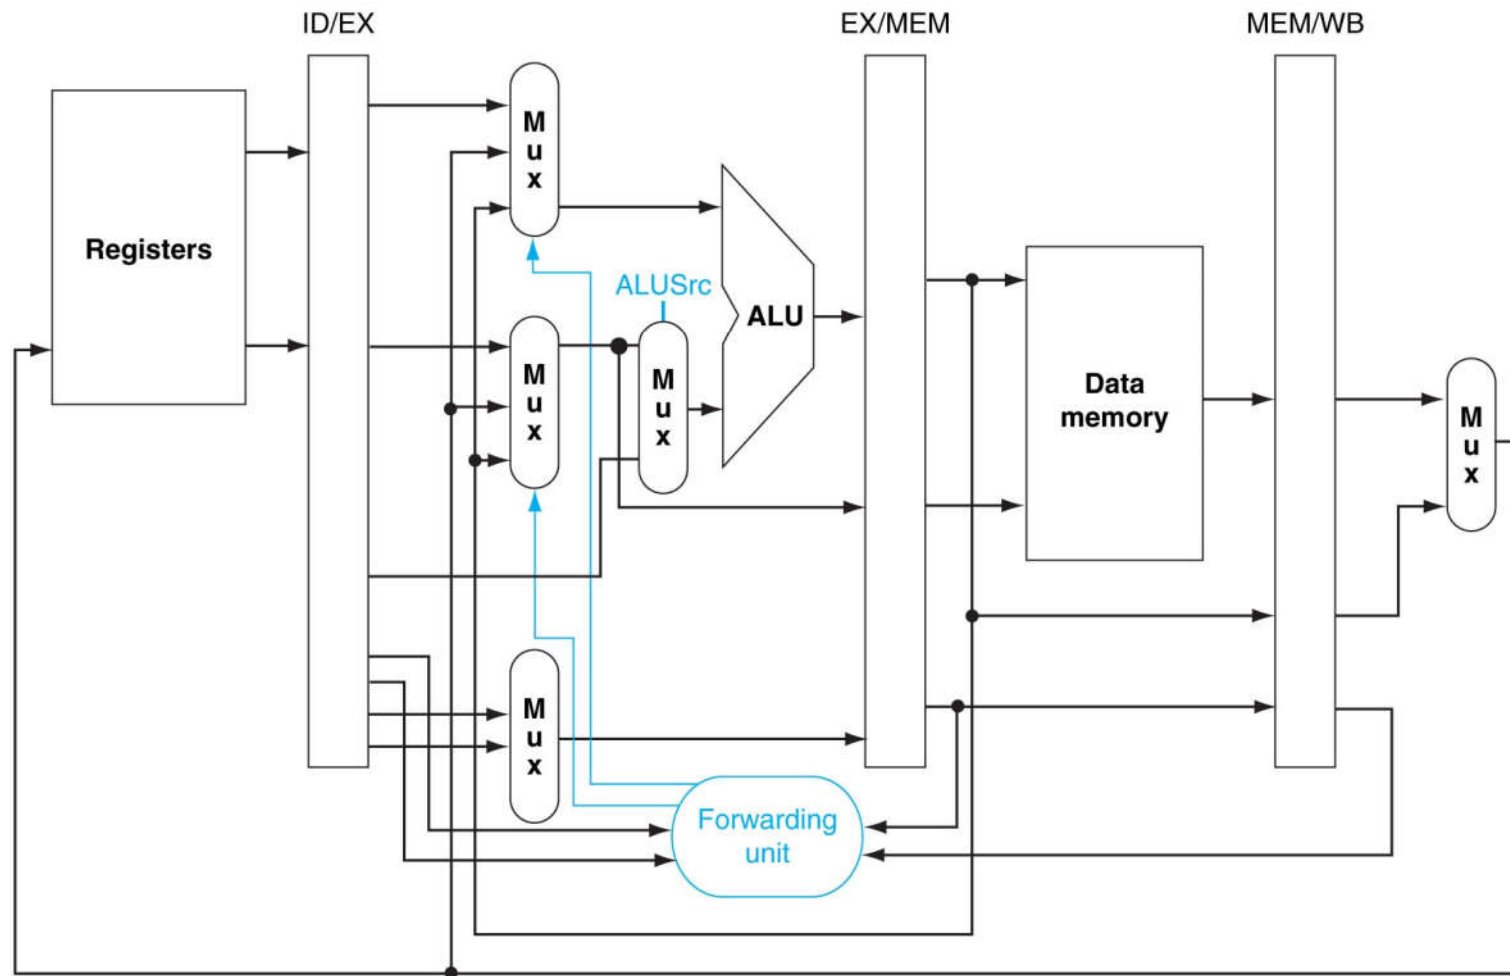 ID/EX
EX/MEM
MEM/WB
M
u
x
Registers
ALUSrc
M
u
x
M
u
x
ALU
Data
memory
M
u
x
M
u
x
Forwarding
unit